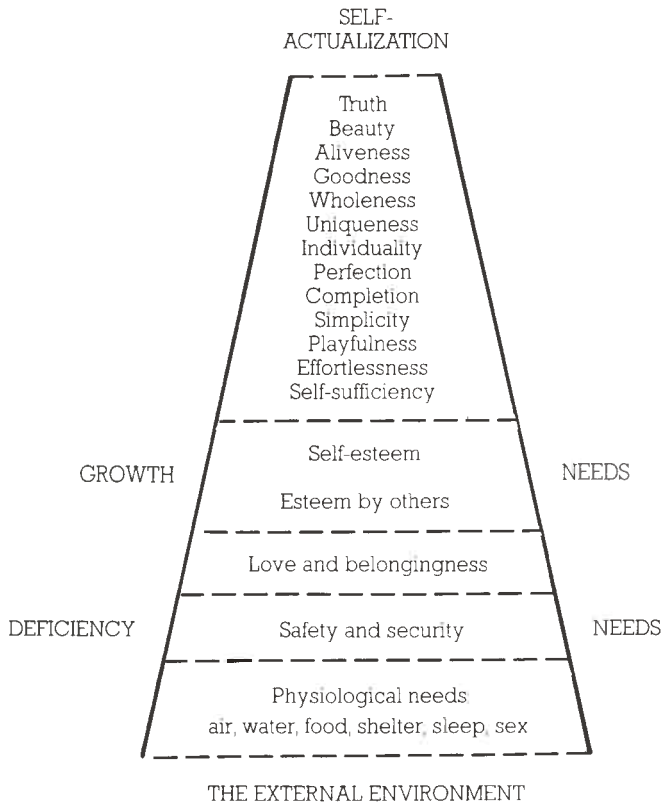 SELF-
ACTUALIZATION
Truth
Beauty
Aliveness
Goodness
Wholeness
Uniqueness
Individuality
Perfection
Completion
Simplicity
Playfulness
Effortlessness
Self-sufficiency
Self-esteem
GROWTH NEEDS
Esteem by others
Love and belongingness
DEFICIENCY Safety and security NEEDS
Physiological needs
air, water, food, shelter, sleep, sex
THE EXTERNAL ENVIRONMENT